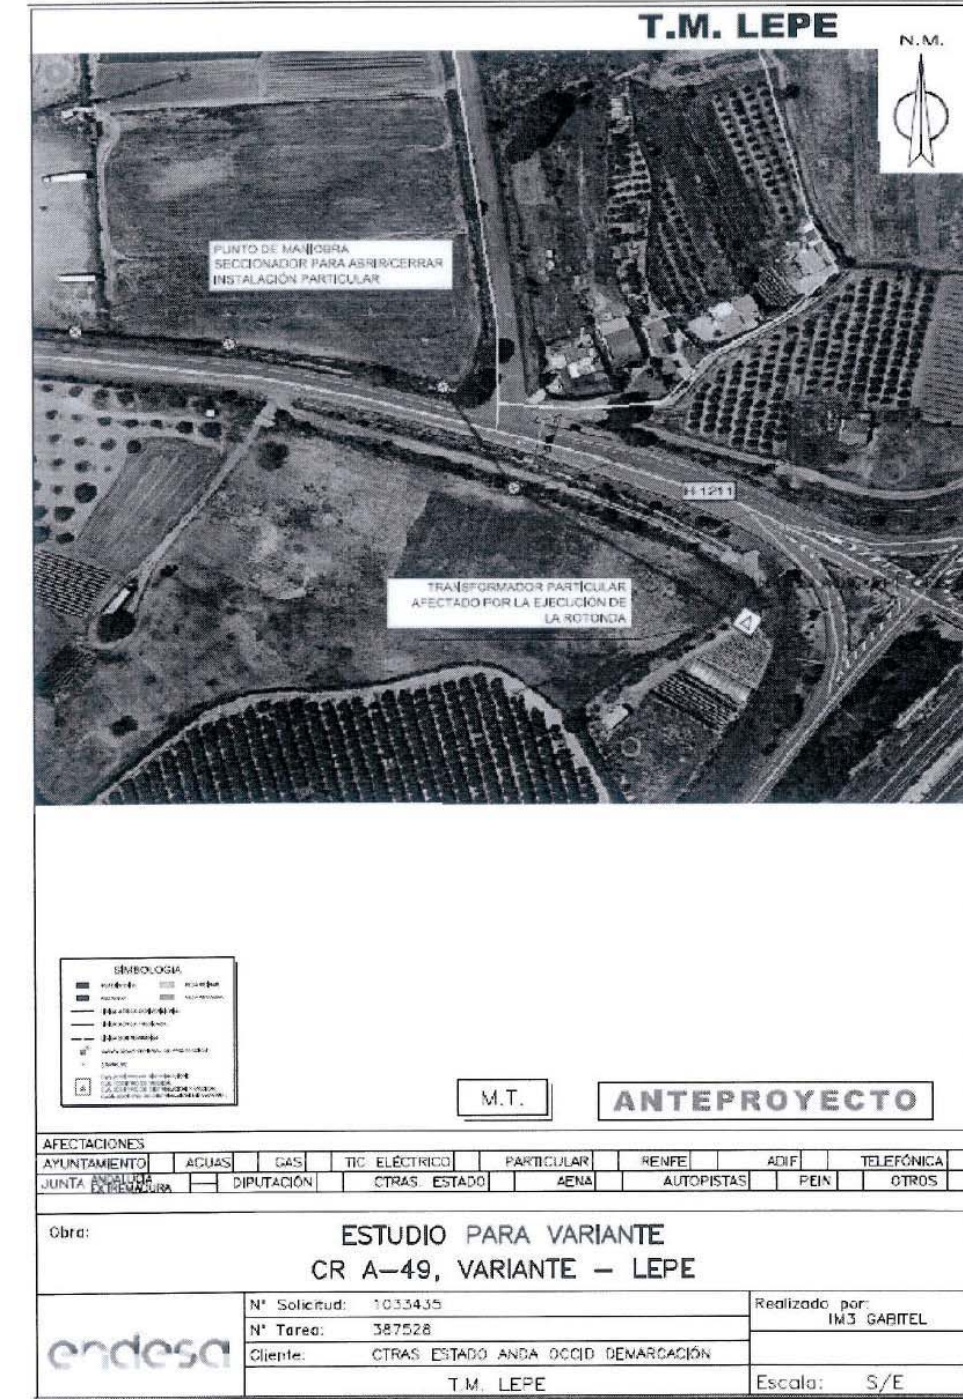 T.M. LEPE
N.M.
PUNTO DE MANIOBRA
SECCIONADOR PARA ABRIR/CERRAR
INSTALACIÓN PARTICULAR
H-1211
TRANSFORMADOR PARTICULAR
AFECTADO POR LA EJECUCIÓN DE
LA ROTONDA
SIMBOLOGIA
M.T.
ANTEPROYECTO
AFECTACIONES
AYUNTAMIENTO AGUAS GAS TIC ELÉCTRICO PARTICULAR RENFE ADIF TELEFÓNICA
JUNTA ANDALUCIA EXTREMADURA DIPUTACIÓN CTRAS. ESTADO AENA AUTOPISTAS PEIN OTROS
Obra:
ESTUDIO PARA VARIANTE
CR A-49, VARIANTE - LEPE
endesa
Nº Solicitud: 1033435
Nº Tarea: 387528
Cliente: CTRAS ESTADO ANDA OCCID DEMARCACIÓN
T.M. LEPE
Realizado por:
IM3 GABITEL
Escala: S/E